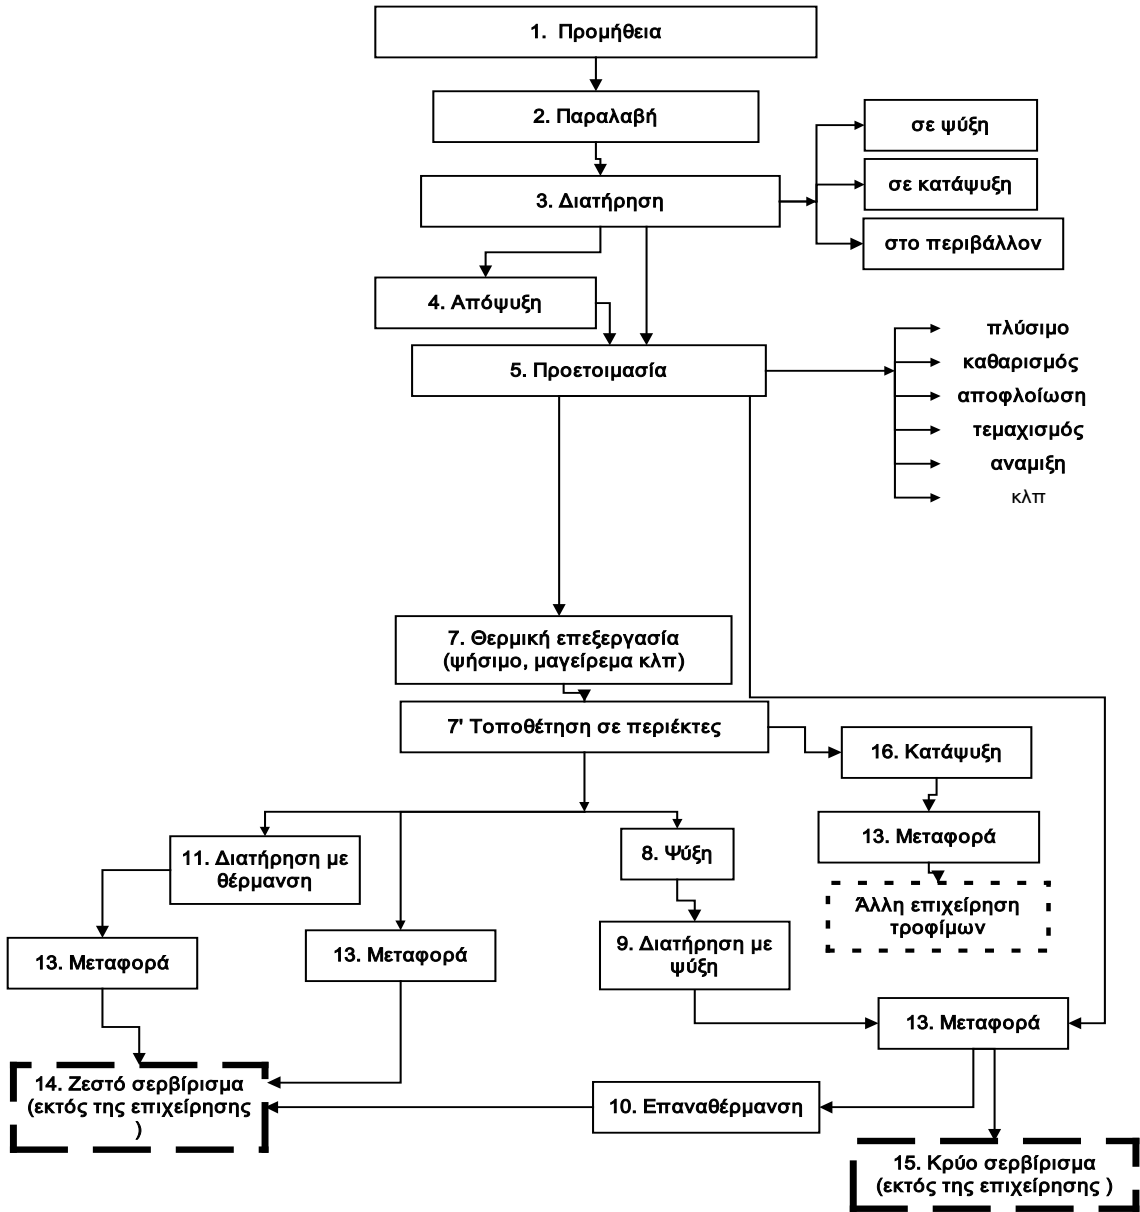 1. Προμήθεια
2. Παραλαβή
σε ψύξη
3. Διατήρηση
σε κατάψυξη
στο περιβάλλον
4. Απόψυξη
5. Προετοιμασία
πλύσιμο
καθαρισμός
αποφλοίωση
τεμαχισμός
αναμιξη
κλπ
7. Θερμική επεξεργασία
(ψήσιμο, μαγείρεμα κλπ)
7' Τοποθέτηση σε περιέκτες
16. Κατάψυξη
13. Μεταφορά
Άλλη επιχείρηση
τροφίμων
11. Διατήρηση με
θέρμανση
8. Ψύξη
13. Μεταφορά
13. Μεταφορά
9. Διατήρηση με
ψύξη
13. Μεταφορά
14. Ζεστό σερβίρισμα
(εκτός της επιχείρησης
)
10. Επαναθέρμανση
15. Κρύο σερβίρισμα
(εκτός της επιχείρησης )